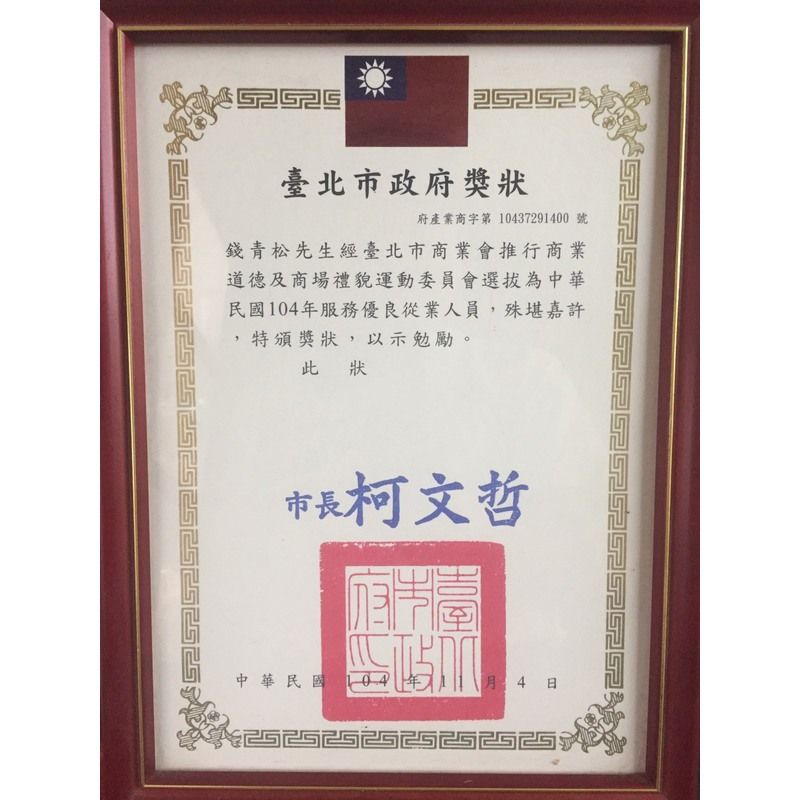 臺北市政府獎狀
府產業商字第 10437291400 號
錢青松先生經臺北市商業會推行商業
道德及商場禮貌運動委員會選拔為中華
民國104年服務優良從業人員，殊堪嘉許
，特頒獎狀，以示勉勵。
此 狀
市長柯文哲
臺北市政府印
中華民國 104 年 11 月 4 日